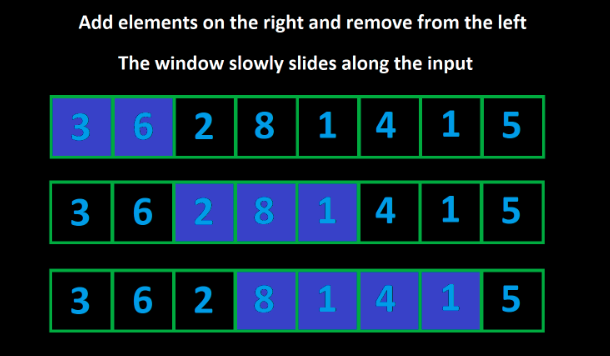 Add elements on the right and remove from the left
The window slowly slides along the input
3 6 2 8 1 4 1 5
3 6 2 8 1 4 1 5
3 6 2 8 1 4 1 5